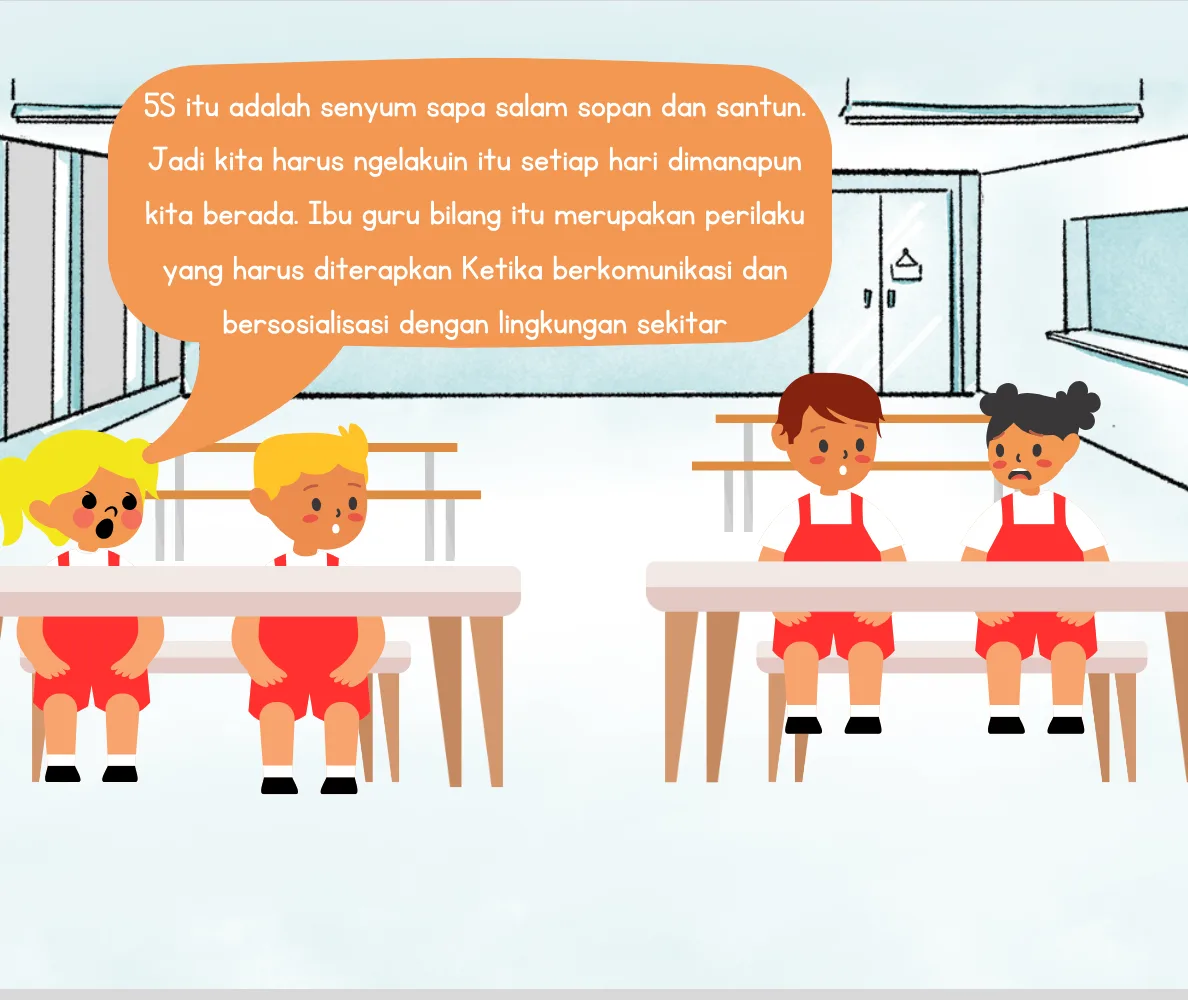 5S itu adalah senyum sapa salam sopan dan santun.
Jadi kita harus ngelakuin itu setiap hari dimanapun
kita berada. Ibu guru bilang itu merupakan perilaku
yang harus diterapkan Ketika berkomunikasi dan
bersosialisasi dengan lingkungan sekitar